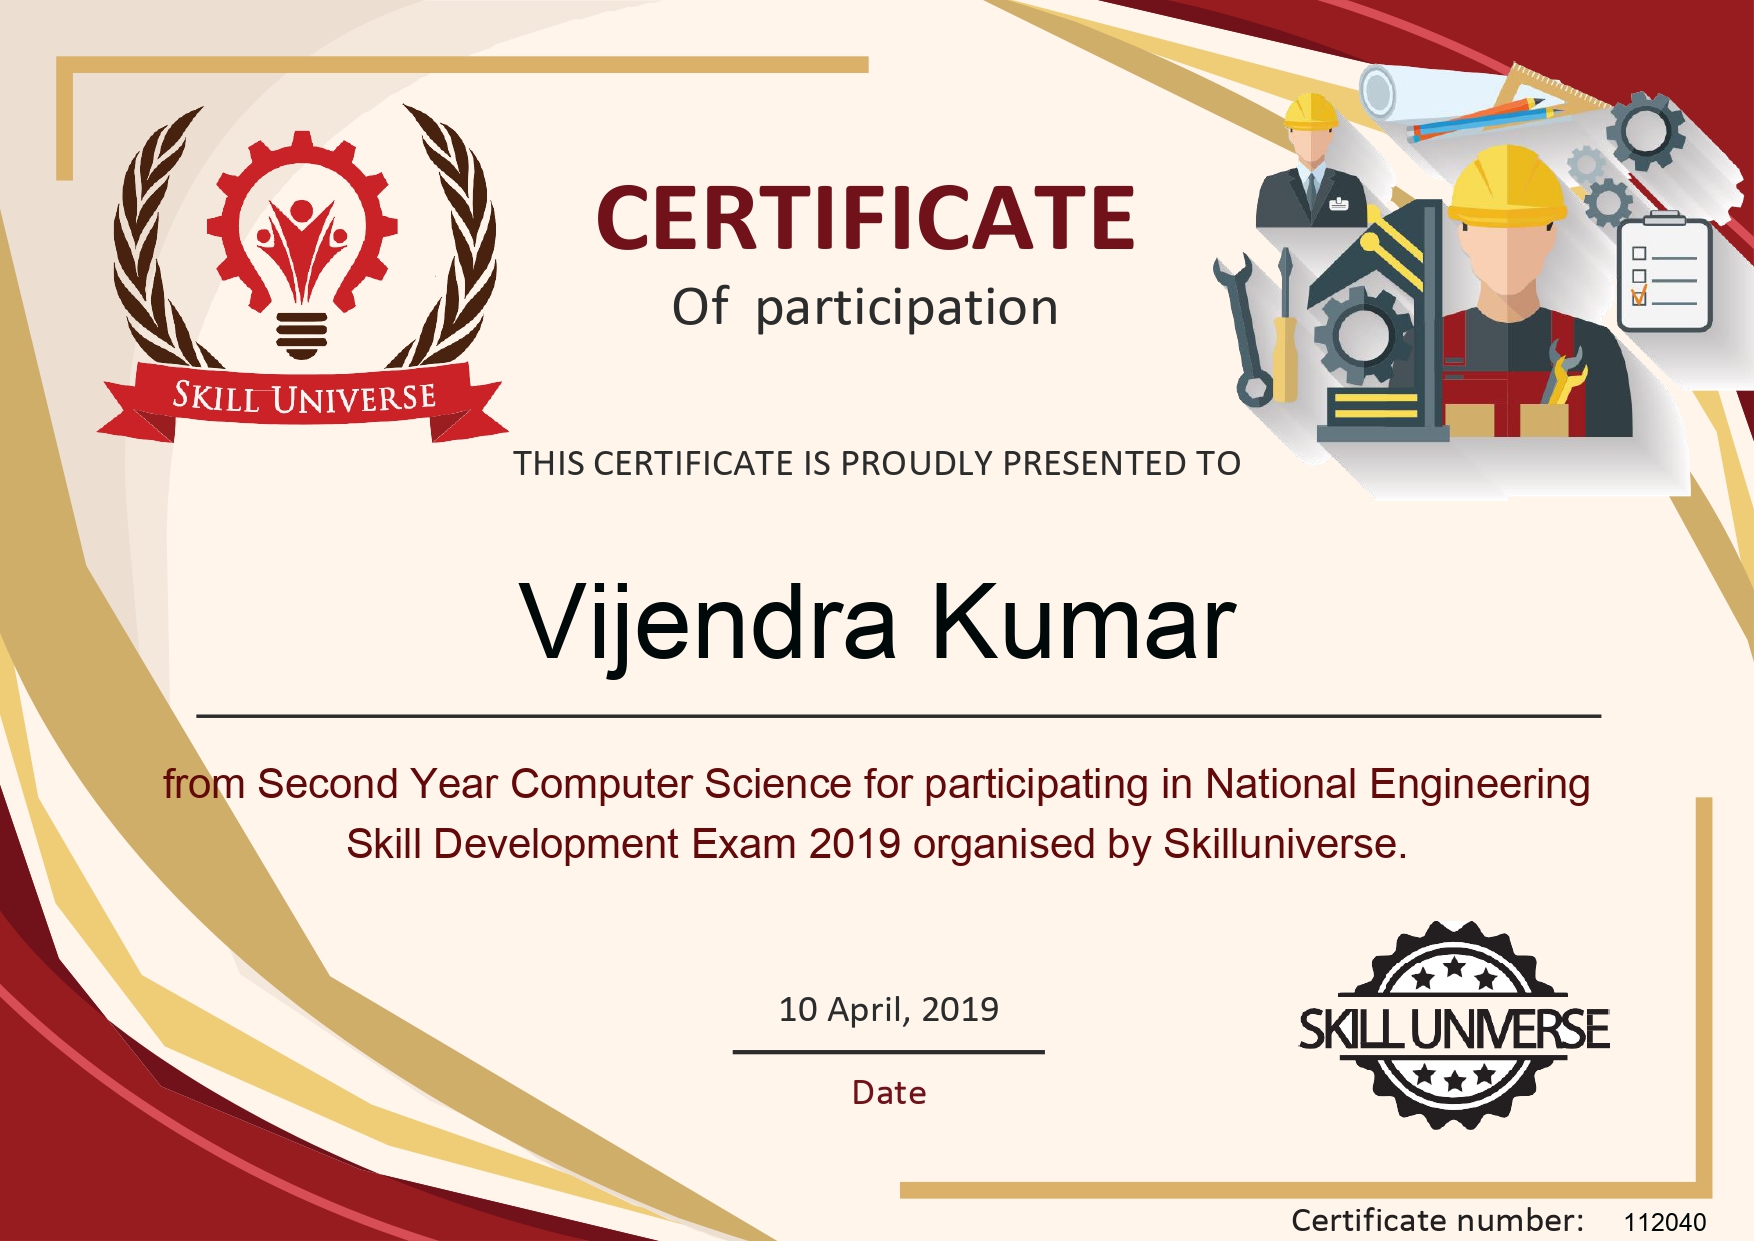 SKILL UNIVERSE
CERTIFICATE
Of participation
THIS CERTIFICATE IS PROUDLY PRESENTED TO
Vijendra Kumar
from Second Year Computer Science for participating in National Engineering
Skill Development Exam 2019 organised by Skilluniverse.
10 April, 2019
Date
SKILL UNIVERSE
Certificate number: 112040